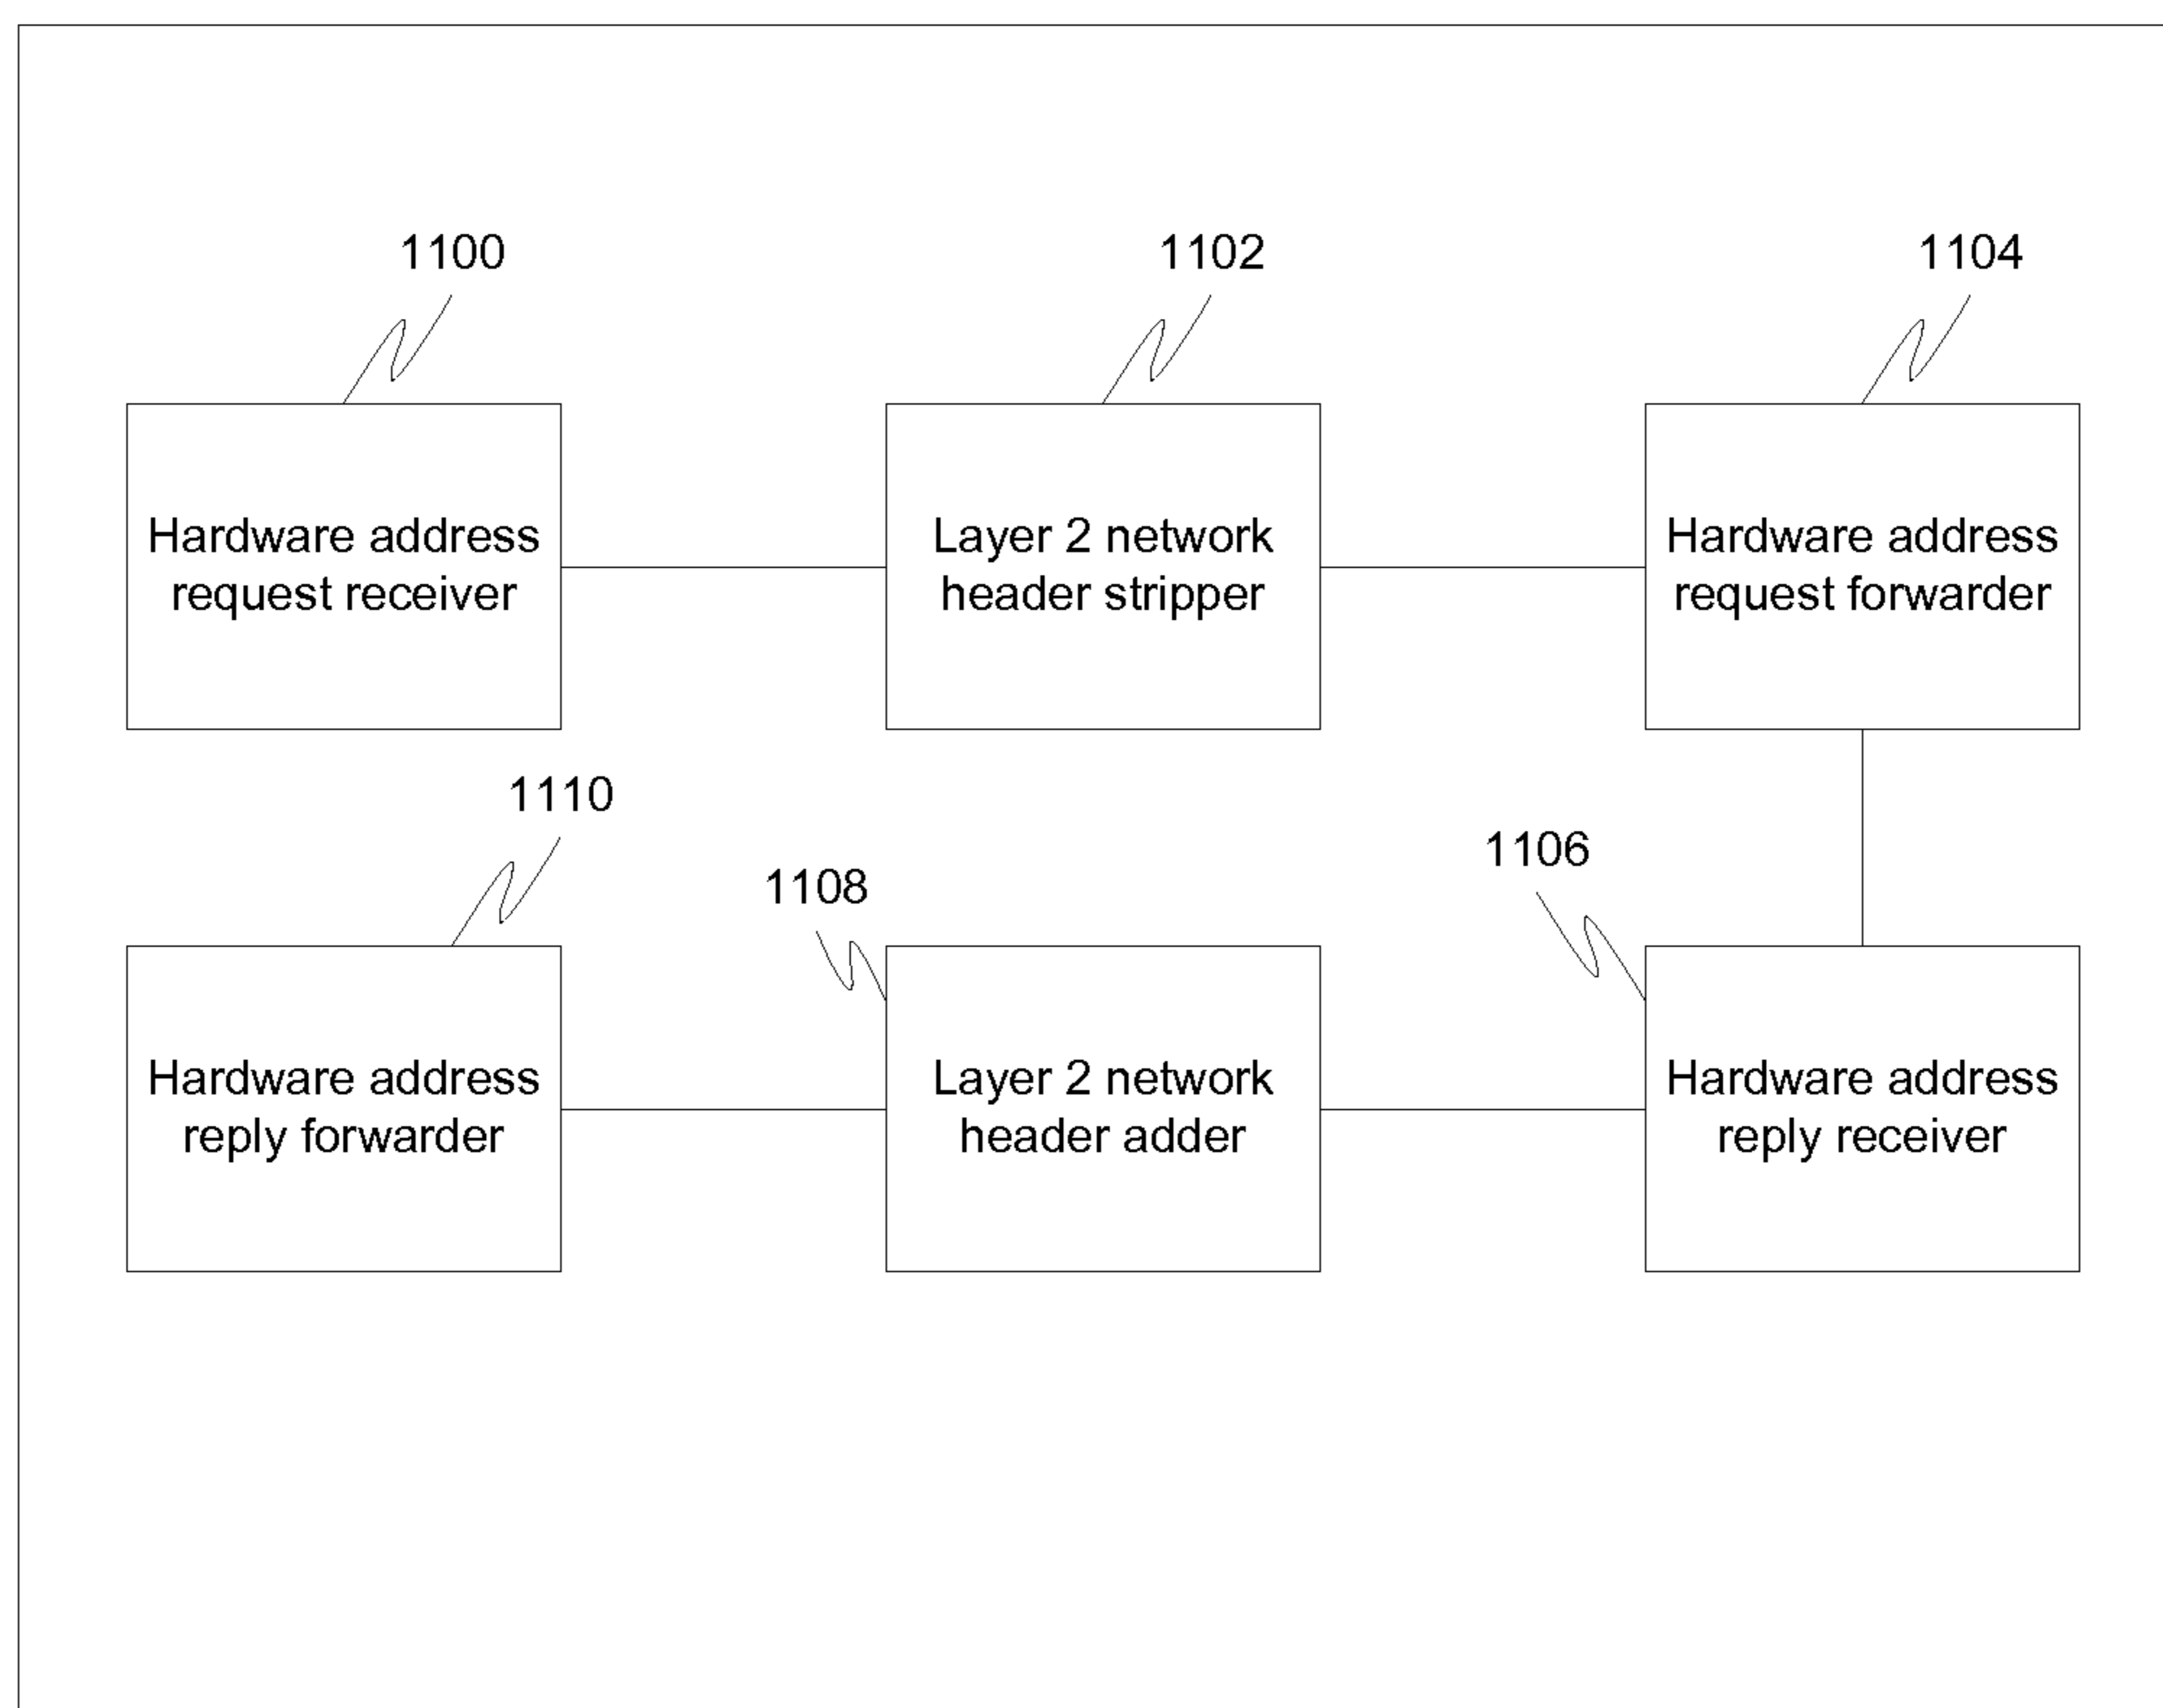 1100
1102
1104
Hardware address
request receiver
Layer 2 network
header stripper
Hardware address
request forwarder
1110
1108
1106
Hardware address
reply forwarder
Layer 2 network
header adder
Hardware address
reply receiver